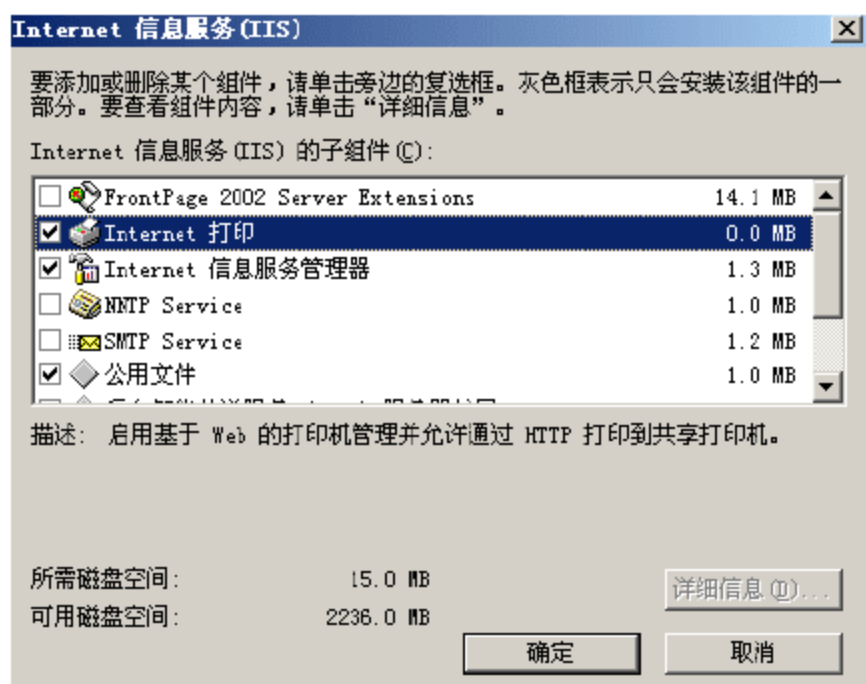 Internet 信息服务(IIS)
要添加或删除某个组件，请单击旁边的复选框。灰色框表示只会安装该组件的一
部分。要查看组件内容，请单击“详细信息”。
Internet 信息服务(IIS) 的子组件(C):
FrontPage 2002 Server Extensions 14.1 MB
Internet 打印 0.0 MB
Internet 信息服务管理器 1.3 MB
NNTP Service 1.0 MB
SMTP Service 1.2 MB
公用文件 1.0 MB
描述: 启用基于 Web 的打印机管理并允许通过 HTTP 打印到共享打印机。
所需磁盘空间: 15.0 MB
详细信息(D)...
可用磁盘空间: 2236.0 MB
确定 取消